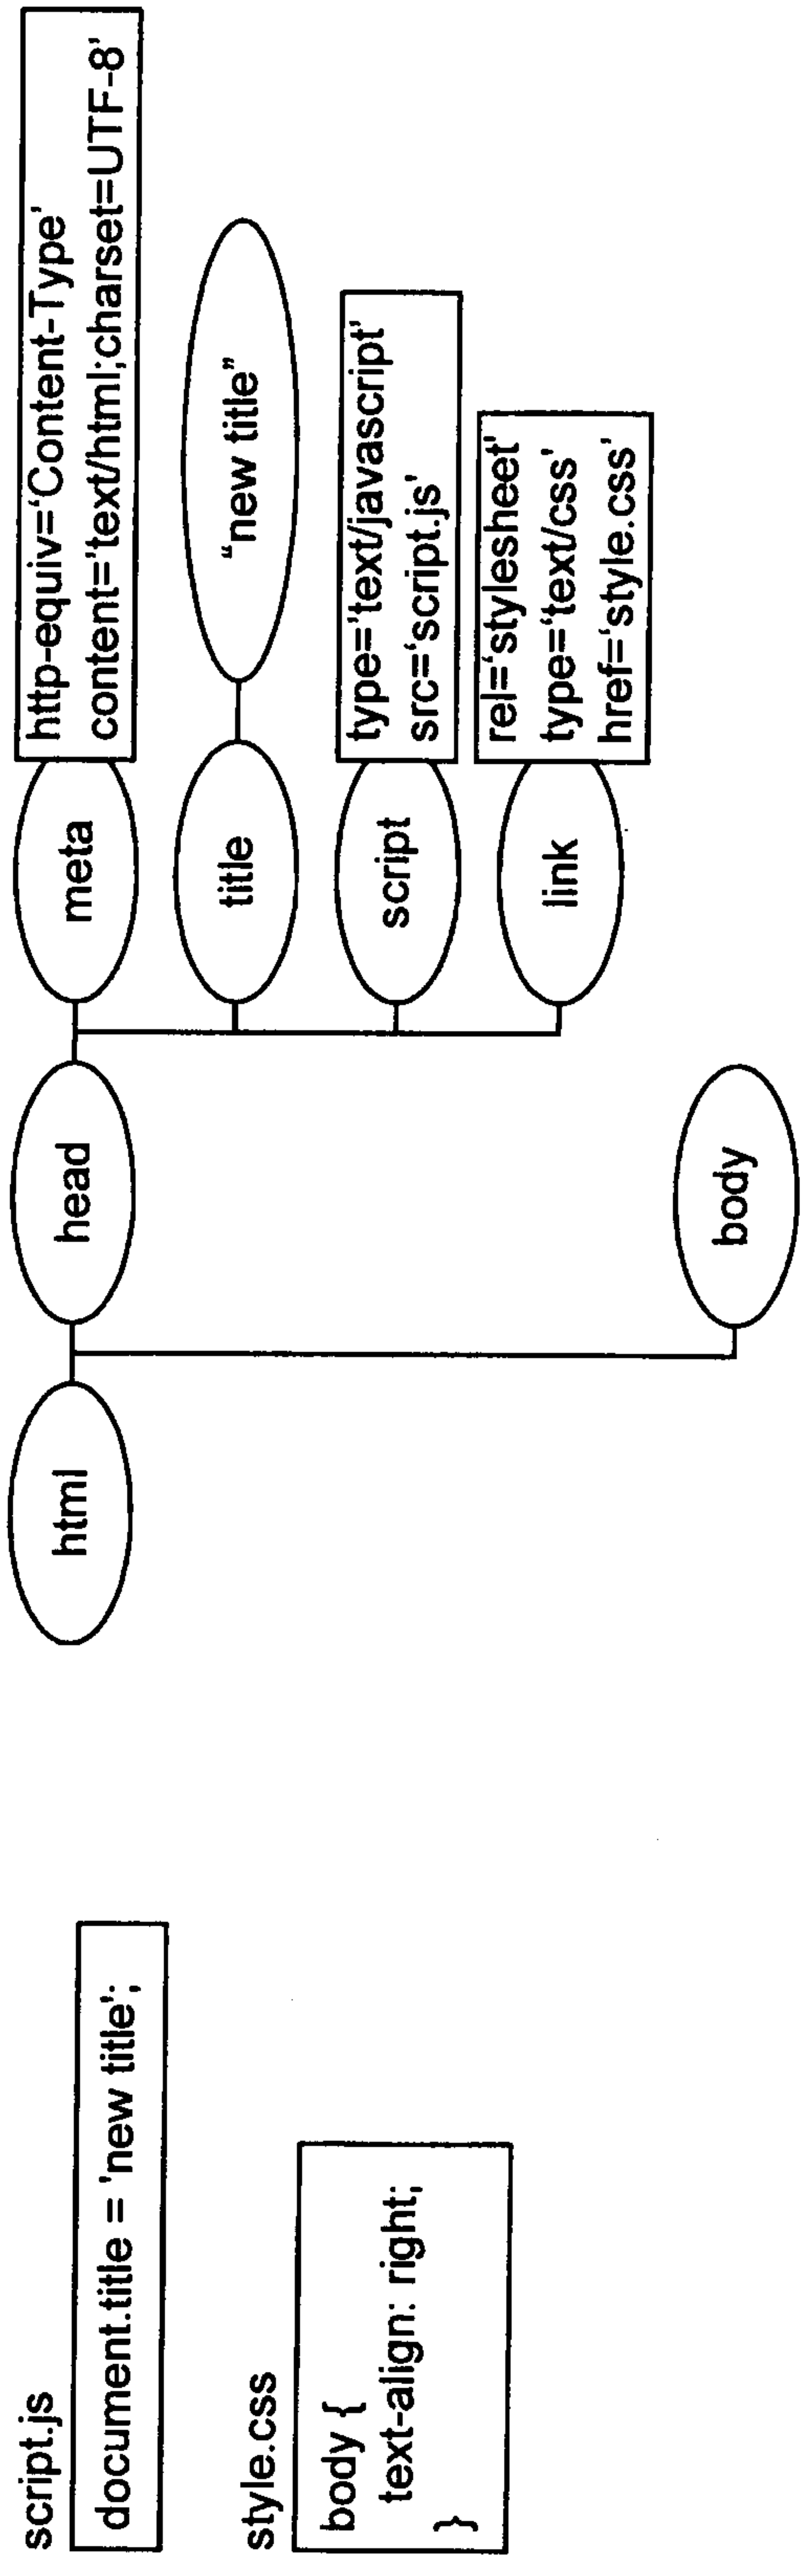 script.js
document.title = 'new title';
style.css
body {
text-align: right;
}
html
head
meta
http-equiv=‘Content-Type’
content=‘text/html;charset=UTF-8’
title
“new title”
script
type=‘text/javascript’
src=‘script.js’
link
rel=‘stylesheet’
type=‘text/css’
href=‘style.css’
body